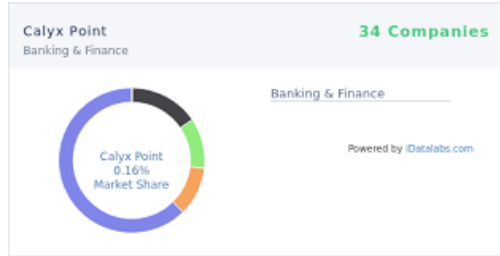 Calyx Point
34 Companies
Banking & Finance
Banking & Finance
Calyx Point
0.16%
Market Share
Powered by iDatalabs.com